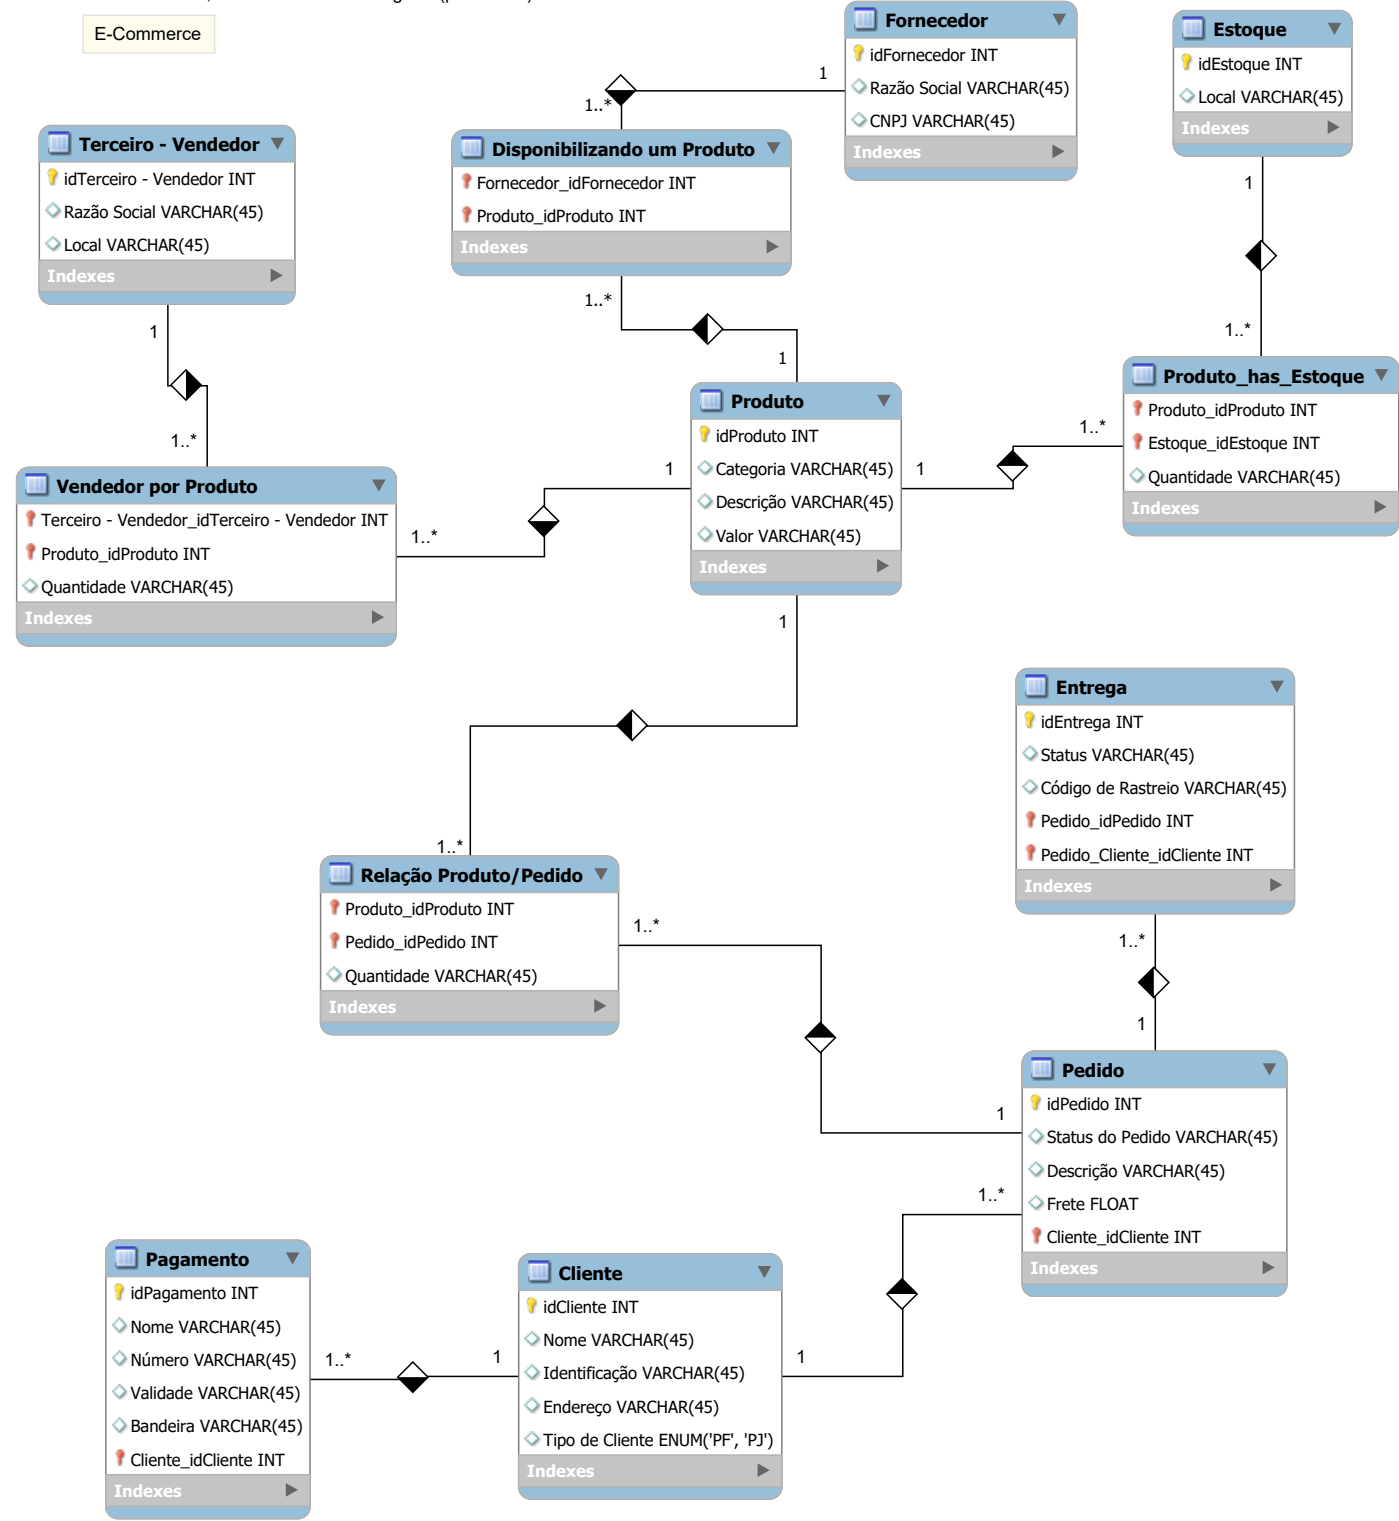 E-Commerce
Fornecedor
idFornecedor INT
Razão Social VARCHAR(45)
CNPJ VARCHAR(45)
Indexes
Estoque
idEstoque INT
Local VARCHAR(45)
Indexes
1
1..*
Terceiro - Vendedor
idTerceiro - Vendedor INT
Razão Social VARCHAR(45)
Local VARCHAR(45)
Indexes
Disponibilizando um Produto
Fornecedor_idFornecedor INT
Produto_idProduto INT
Indexes
1
1..*
1
1..*
1
1..*
1..*
Produto
idProduto INT
Categoria VARCHAR(45)
Descrição VARCHAR(45)
Valor VARCHAR(45)
Indexes
Produto_has_Estoque
Produto_idProduto INT
Estoque_idEstoque INT
Quantidade VARCHAR(45)
Indexes
Vendedor por Produto
Terceiro - Vendedor_idTerceiro - Vendedor INT
Produto_idProduto INT
Quantidade VARCHAR(45)
Indexes
1
1
1..*
1
Entrega
idEntrega INT
Status VARCHAR(45)
Código de Rastreio VARCHAR(45)
Pedido_idPedido INT
Pedido_Cliente_idCliente INT
Indexes
1..*
Relação Produto/Pedido
Produto_idProduto INT
Pedido_idPedido INT
Quantidade VARCHAR(45)
Indexes
1..*
1..*
1
Pedido
idPedido INT
Status do Pedido VARCHAR(45)
Descrição VARCHAR(45)
Frete FLOAT
Cliente_idCliente INT
Indexes
1
1..*
Pagamento
idPagamento INT
Nome VARCHAR(45)
Número VARCHAR(45)
Validade VARCHAR(45)
Bandeira VARCHAR(45)
Cliente_idCliente INT
Indexes
Cliente
idCliente INT
Nome VARCHAR(45)
Identificação VARCHAR(45)
Endereço VARCHAR(45)
Tipo de Cliente ENUM('PF', 'PJ')
Indexes
1..*
1
1